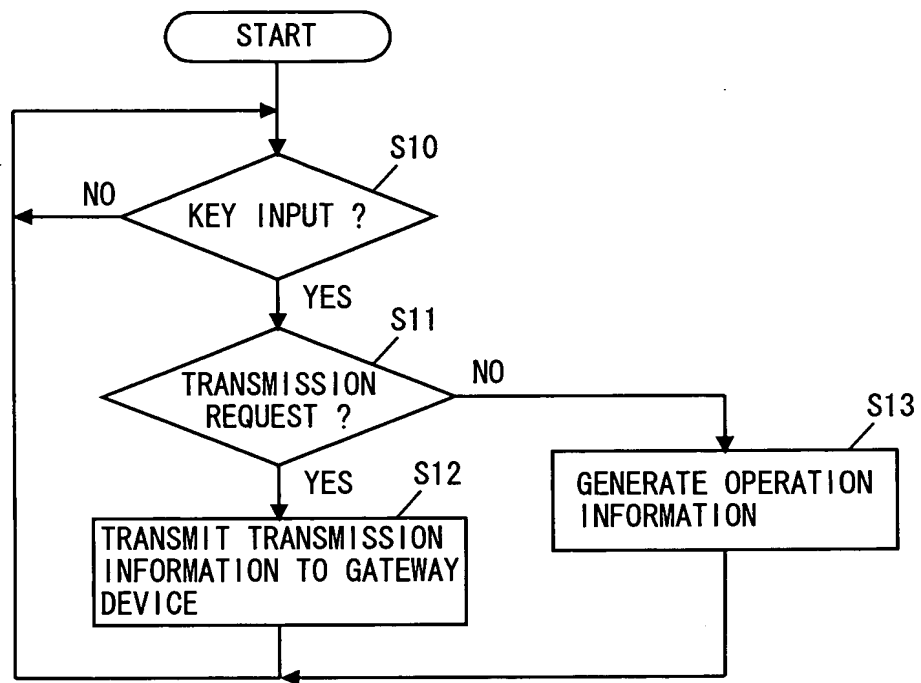 START
S10
NO
KEY INPUT ?
YES
S11
TRANSMISSION
REQUEST ?
NO
S13
YES
S12
GENERATE OPERATION
INFORMATION
TRANSMIT TRANSMISSION
INFORMATION TO GATEWAY
DEVICE